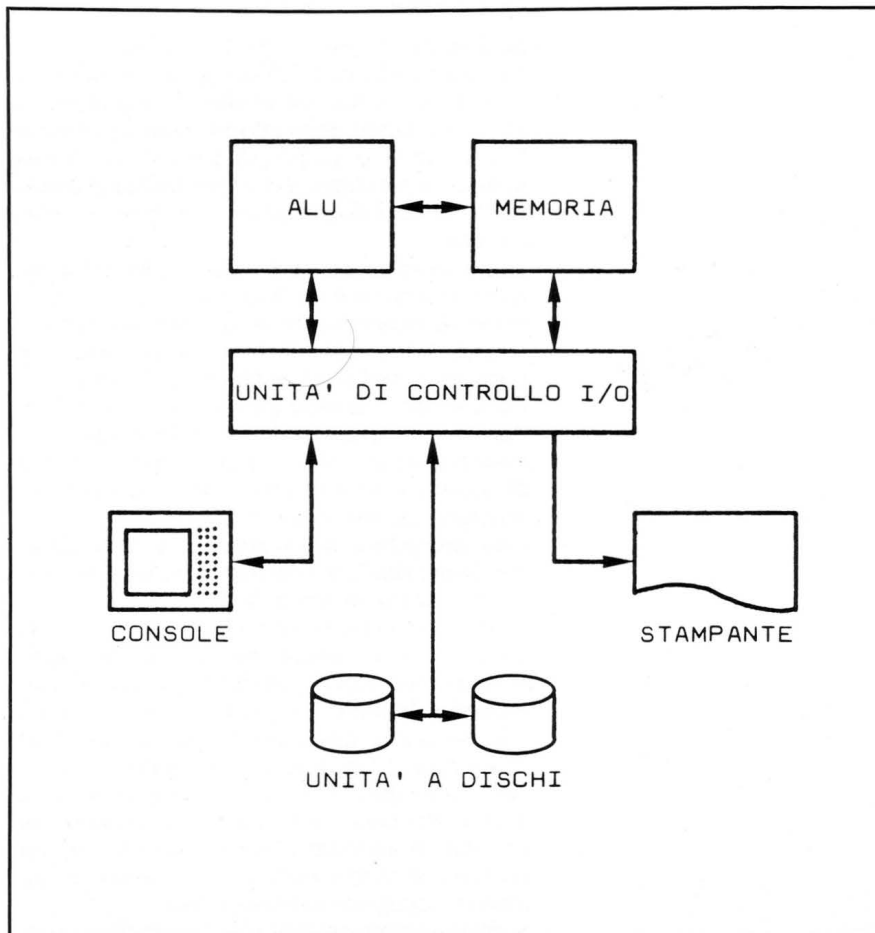 ALU
MEMORIA
UNITA' DI CONTROLLO I/O
CONSOLE
STAMPANTE
UNITA' A DISCHI